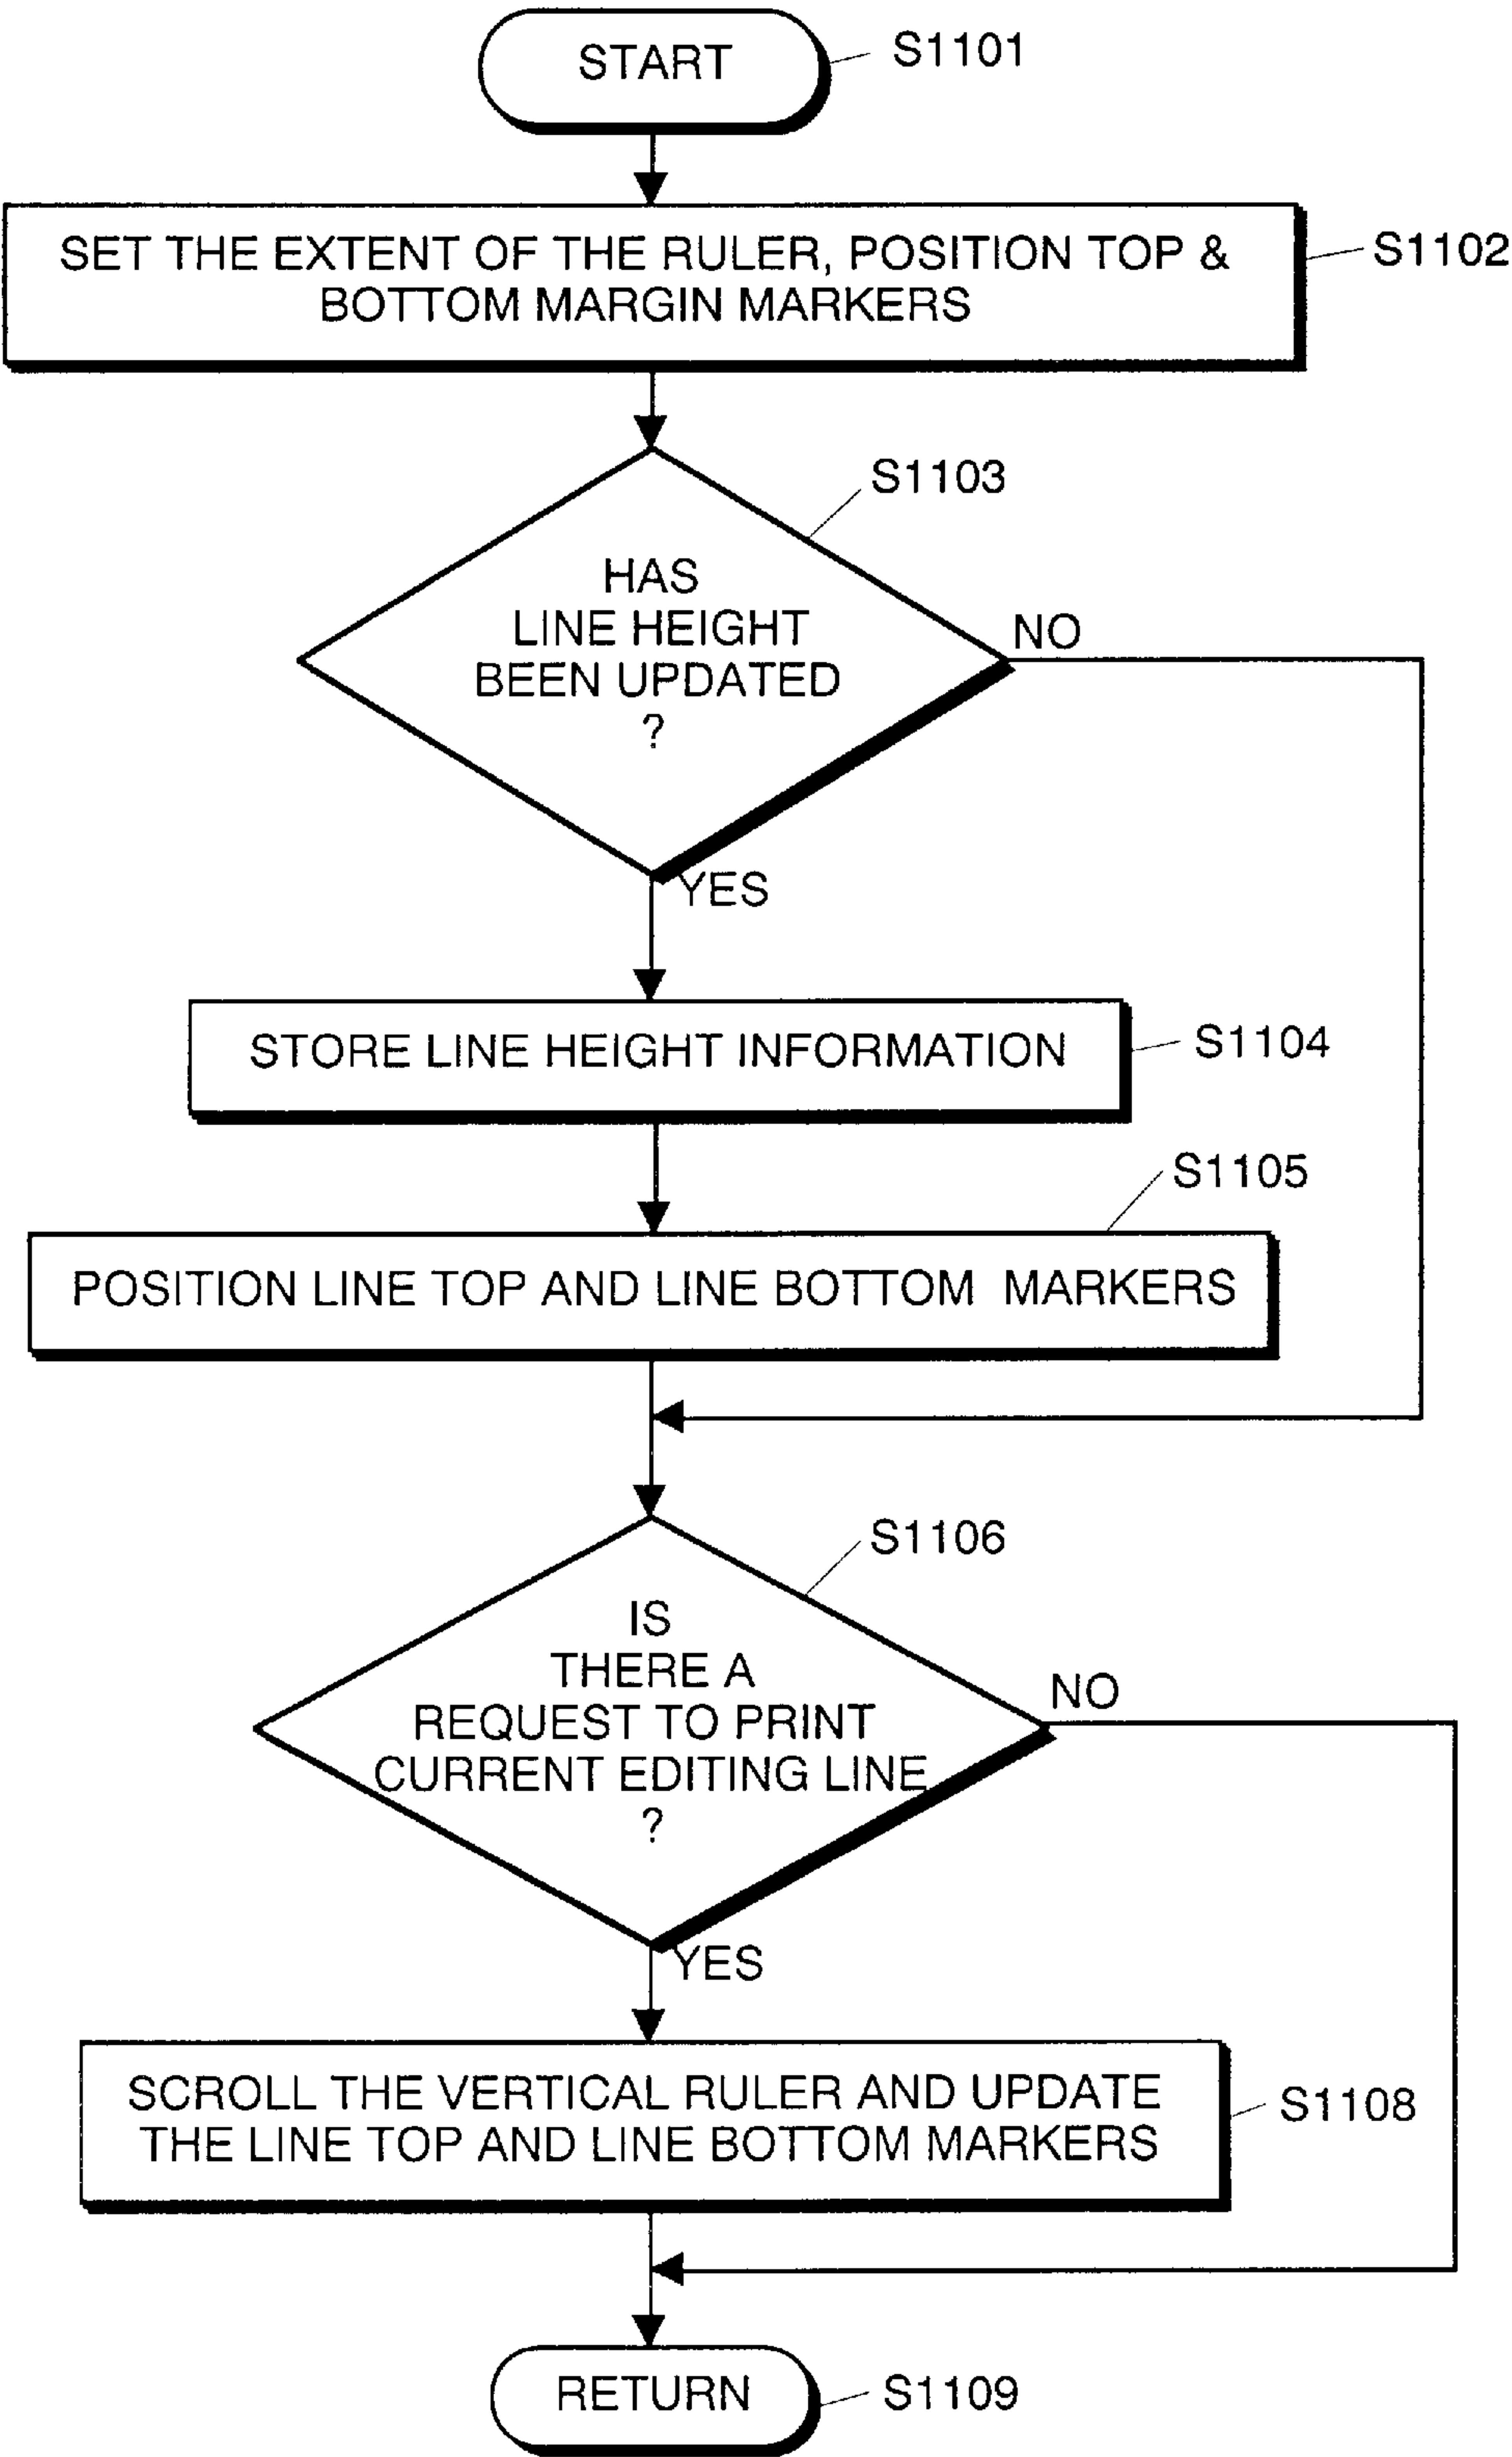 START
S1101
SET THE EXTENT OF THE RULER, POSITION TOP &
BOTTOM MARGIN MARKERS
S1102
S1103
HAS
LINE HEIGHT
BEEN UPDATED
?
NO
YES
STORE LINE HEIGHT INFORMATION
S1104
S1105
POSITION LINE TOP AND LINE BOTTOM MARKERS
S1106
IS
THERE A
REQUEST TO PRINT
CURRENT EDITING LINE
?
NO
YES
SCROLL THE VERTICAL RULER AND UPDATE
THE LINE TOP AND LINE BOTTOM MARKERS
S1108
RETURN
S1109